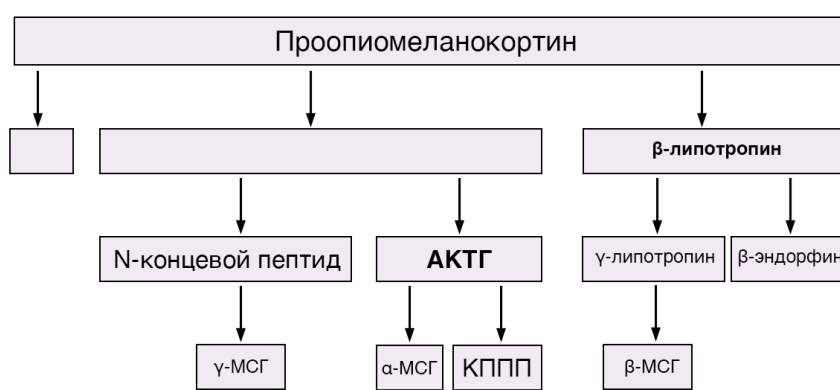 Проопиомеланокортин
β-липотропин
N-концевой пептид
АКТГ
γ-липотропин
β-эндорфин
γ-МСГ
α-МСГ
КППП
β-МСГ